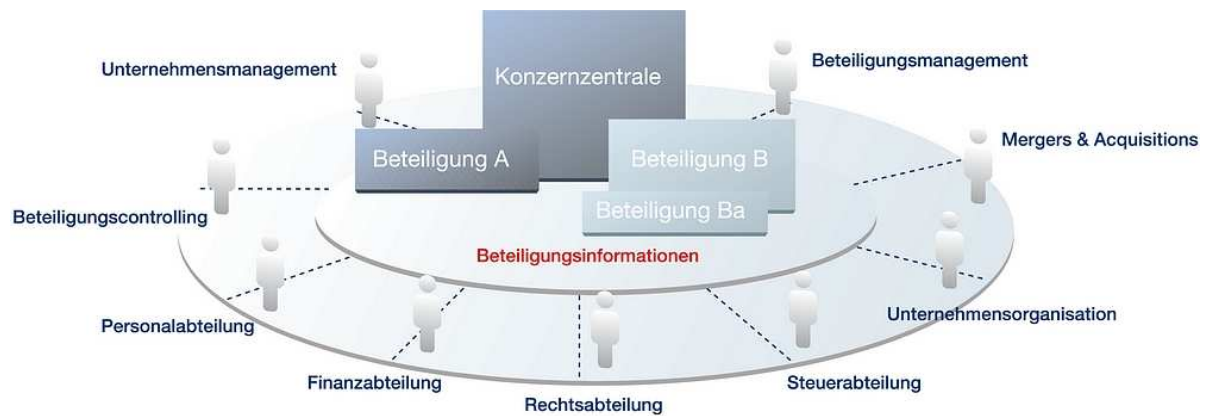 Unternehmensmanagement
Konzernzentrale
Beteiligungsmanagement
Beteiligung A
Beteiligung B
Mergers & Acquisitions
Beteiligungscontrolling
Beteiligung Ba
Beteiligungsinformationen
Personalabteilung
Unternehmensorganisation
Finanzabteilung
Steuerabteilung
Rechtsabteilung